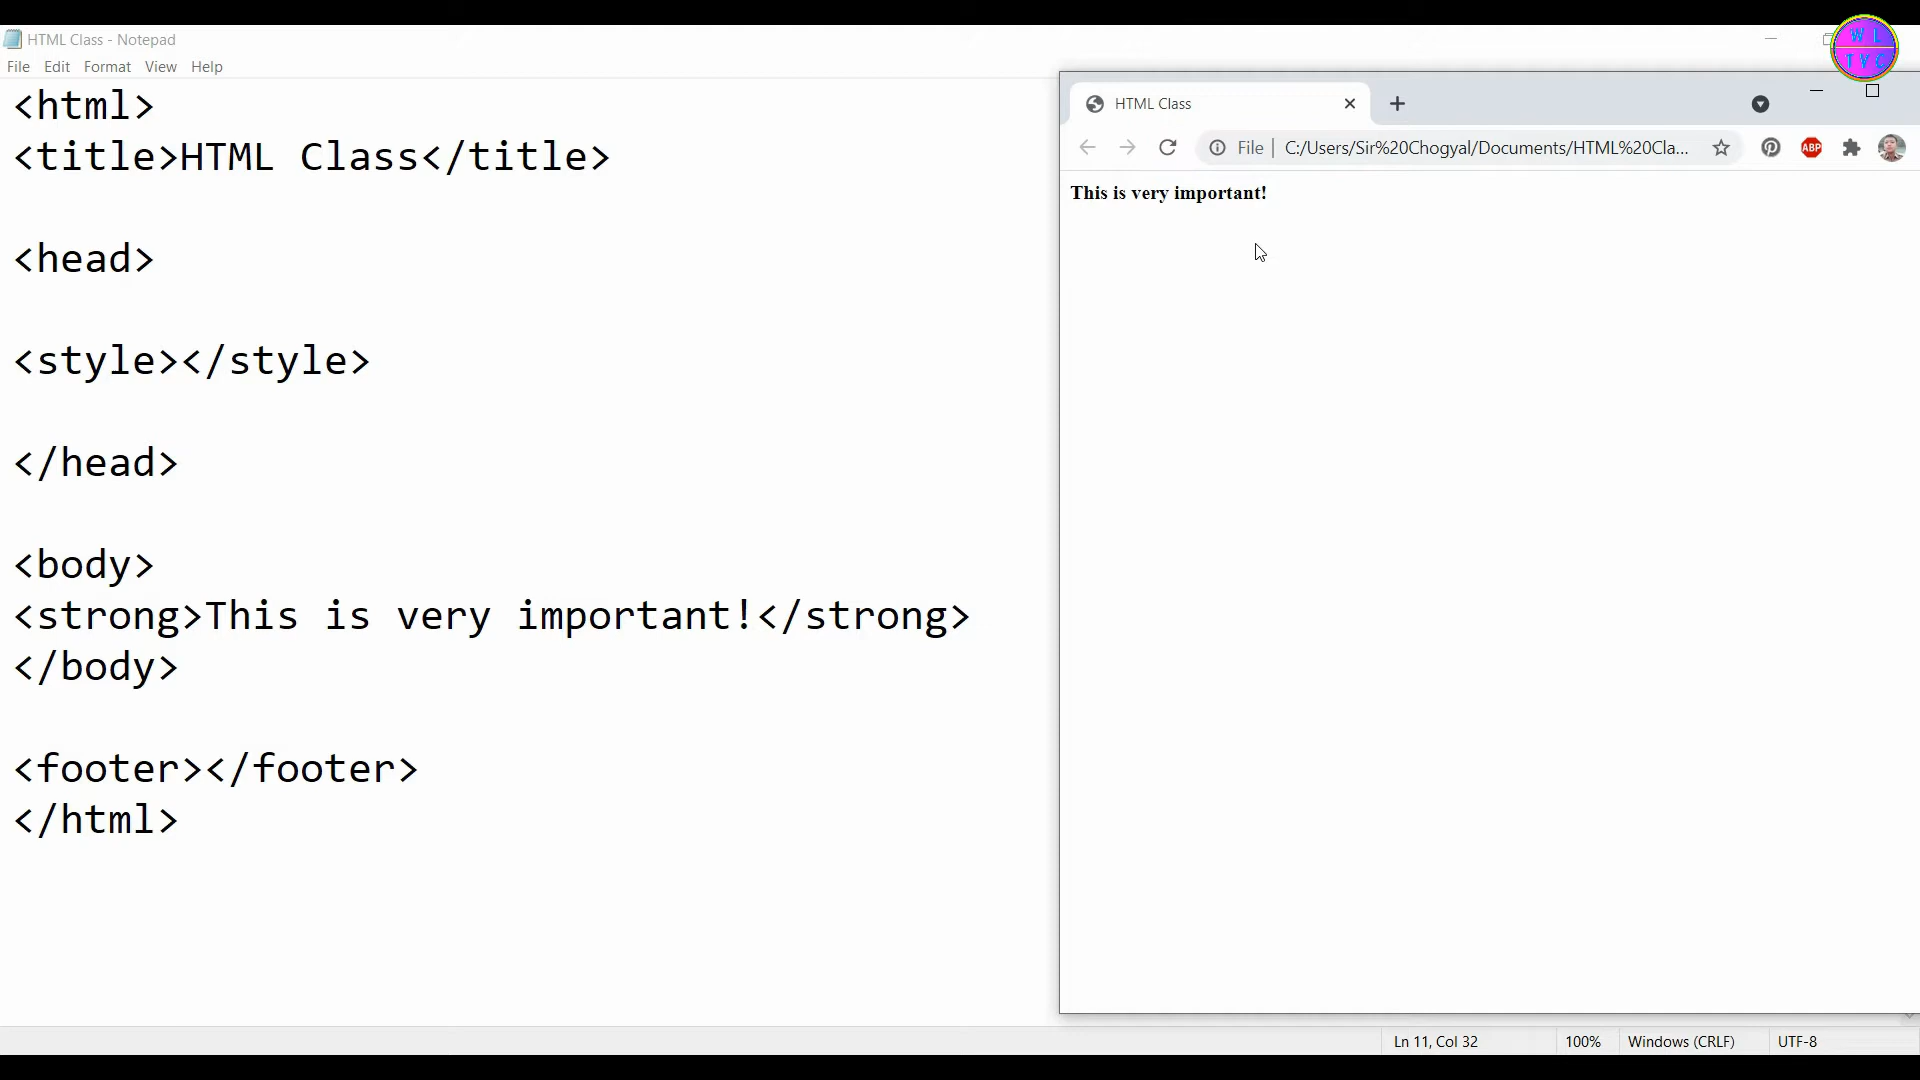 HTML Class - Notepad
File Edit Format View Help
<html>
<title>HTML Class</title>
<head>
<style></style>
</head>
<body>
<strong>This is very important!</strong>
</body>
<footer></footer>
</html>
Ln 11, Col 32 100% Windows (CRLF) UTF-8
W L
T Y C
HTML Class
File | C:/Users/Sir%20Chogyal/Documents/HTML%20Cla...
ABP
This is very important!